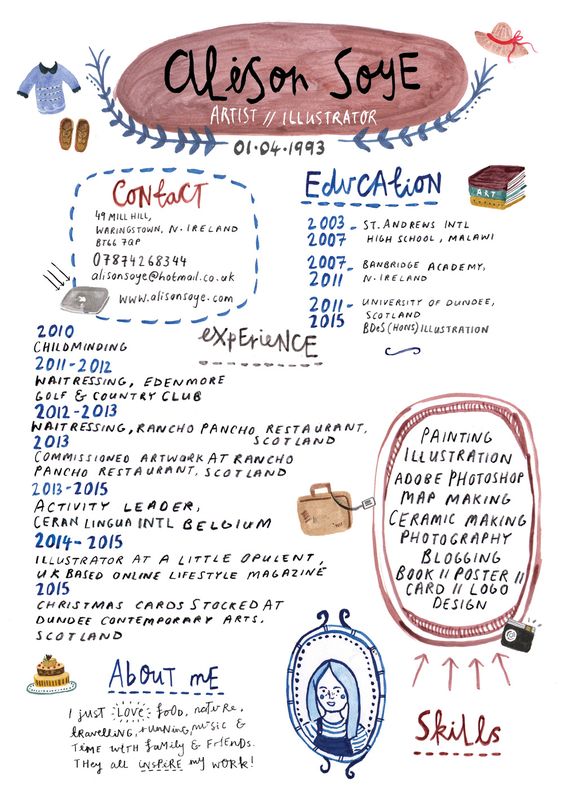 ALiSON SOYE
ARTIST // ILLUSTRATOR
01.04.1993
CONtACT
49 MILL HILL,
WARINGSTOWN, N. IRELAND
BT66 7QP
07874268344
alisonsoye@hotmail.co.uk
www.alisonsoye.com
EdUCAtiON
2003 - ST. ANDREWS INTL
2007 HIGH SCHOOL, MALAWI
2007 - BANBRIDGE ACADEMY,
2011 N. IRELAND
2011 - UNIVERSITY OF DUNDEE,
2015 SCOTLAND
BDES (HONS) ILLUSTRATION
ART
eXPErieNCE
2010
CHILDMINDING
2011-2012
WAITRESSING, EDENMORE
GOLF & COUNTRY CLUB
2012-2013
WAITRESSING, RANCHO PANCHO RESTAURANT,
SCOTLAND
2013
COMMISSIONED ARTWORK AT RANCHO
PANCHO RESTAURANT, SCOTLAND
2013-2015
ACTIVITY LEADER,
CERAN LINGUA INTL BELGIUM
2014-2015
ILLUSTRATOR AT A LITTLE OPULENT,
UK BASED ONLINE LIFESTYLE MAGAZINE
2015
CHRISTMAS CARDS STOCKED AT
DUNDEE CONTEMPORARY ARTS,
SCOTLAND
PAINTING
ILLUSTRATION
ADOBE PHOTOSHOP
MAP MAKING
CERAMIC MAKING
PHOTOGRAPHY
BLOGGING
BOOK // POSTER //
CARD // LOGO
DESIGN
SkillS
AbOUT mE
I just LOVE food, nature,
travelling, running, music &
TIME with family & FriENdS.
THEy all iNSPiRE my WORK!